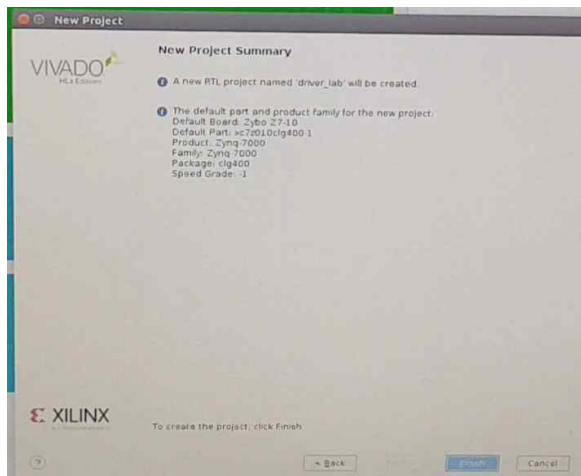 New Project
VIVADO
HLx Editions
New Project Summary
A new RTL project named 'driver_lab' will be created.
The default part and product family for the new project:
Default Board: Zybo Z7-10
Default Part: xc7z010clg400-1
Product: Zynq-7000
Family: Zynq-7000
Package: clg400
Speed Grade: -1
XILINX
To create the project, click Finish
?
< Back
Finish
Cancel